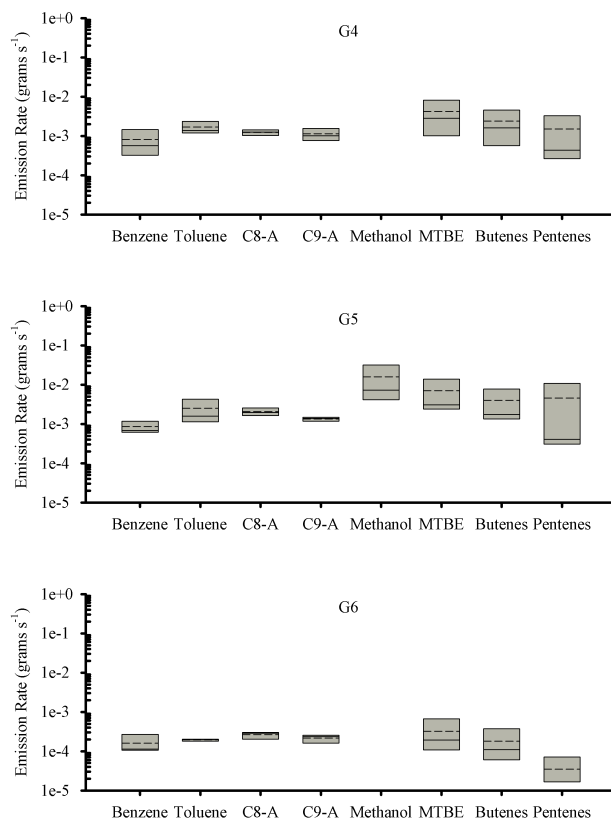 G4
Emission Rate (grams s⁻¹)
1e+0
1e-1
1e-2
1e-3
1e-4
1e-5
Benzene Toluene C8-A C9-A Methanol MTBE Butenes Pentenes
G5
Emission Rate (grams s⁻¹)
1e+0
1e-1
1e-2
1e-3
1e-4
1e-5
Benzene Toluene C8-A C9-A Methanol MTBE Butenes Pentenes
G6
Emission Rate (grams s⁻¹)
1e+0
1e-1
1e-2
1e-3
1e-4
1e-5
Benzene Toluene C8-A C9-A Methanol MTBE Butenes Pentenes